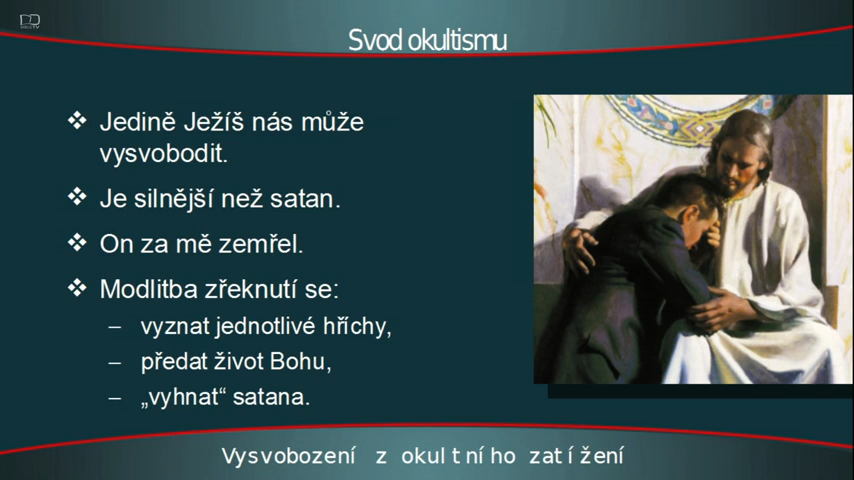 Svod okultismu
❖ Jedině Ježíš nás může
vysvobodit.
❖ Je silnější než satan.
❖ On za mě zemřel.
❖ Modlitba zřeknutí se:
– vyznat jednotlivé hříchy,
– předat život Bohu,
– „vyhnat“ satana.
Vysvobození z okultního zatížení